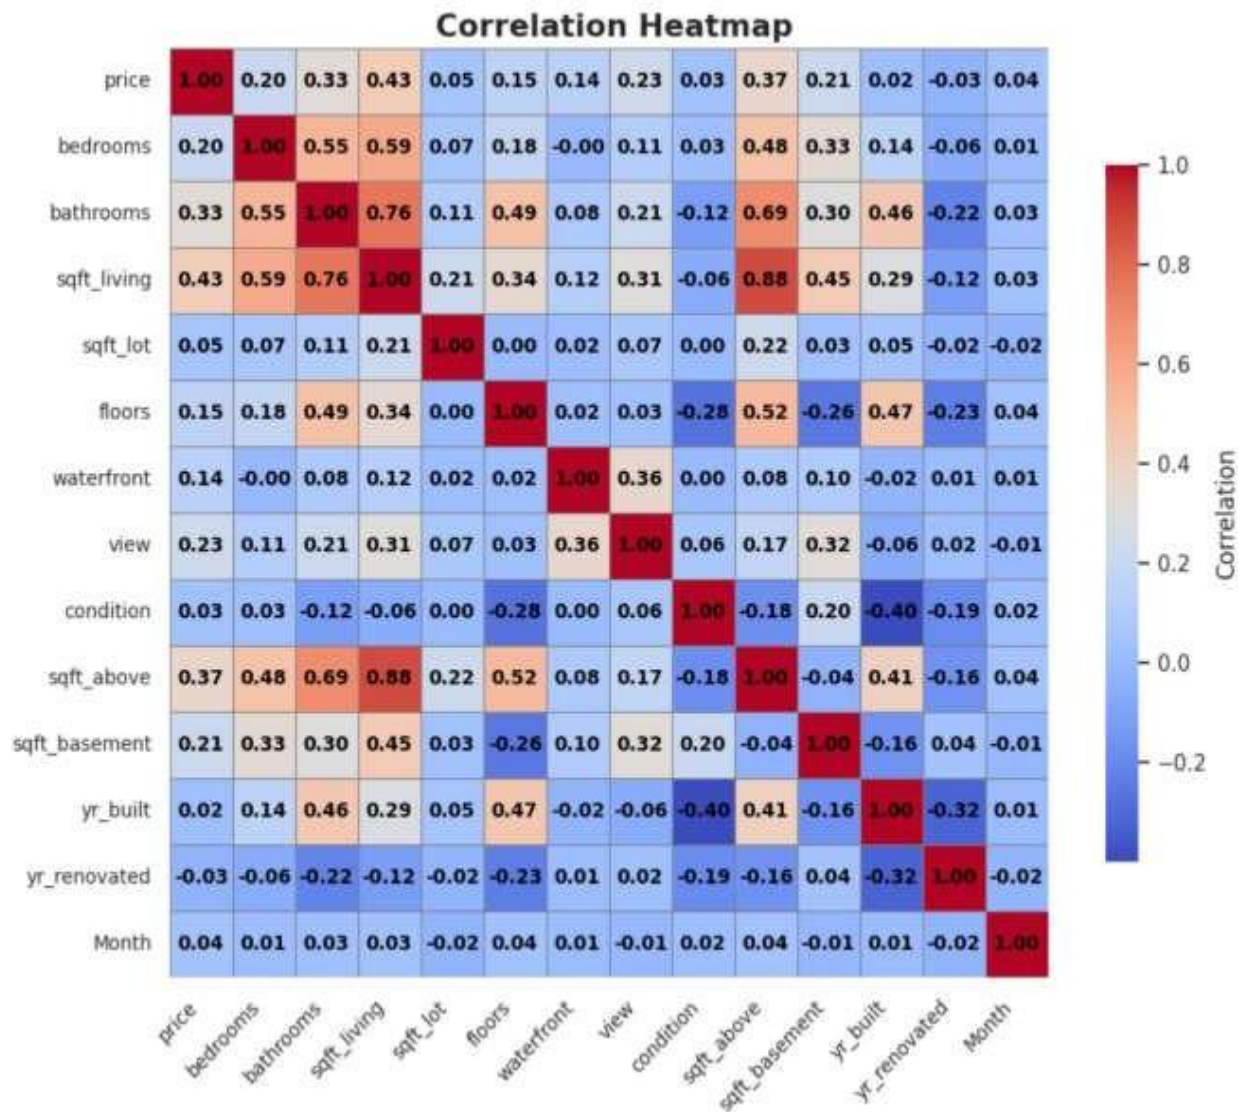 Correlation Heatmap
price 1.00 0.20 0.33 0.43 0.05 0.15 0.14 0.23 0.03 0.37 0.21 0.02 -0.03 0.04
bedrooms 0.20 1.00 0.55 0.59 0.07 0.18 -0.00 0.11 0.03 0.48 0.33 0.14 -0.06 0.01
bathrooms 0.33 0.55 1.00 0.76 0.11 0.49 0.08 0.21 -0.12 0.69 0.30 0.46 -0.22 0.03
sqft_living 0.43 0.59 0.76 1.00 0.21 0.34 0.12 0.31 -0.06 0.88 0.45 0.29 -0.12 0.03
sqft_lot 0.05 0.07 0.11 0.21 1.00 0.00 0.02 0.07 0.00 0.22 0.03 0.05 -0.02 -0.02
floors 0.15 0.18 0.49 0.34 0.00 1.00 0.02 0.03 -0.28 0.52 -0.26 0.47 -0.23 0.04
waterfront 0.14 -0.00 0.08 0.12 0.02 0.02 1.00 0.36 0.00 0.08 0.10 -0.02 0.01 0.01
view 0.23 0.11 0.21 0.31 0.07 0.03 0.36 1.00 0.06 0.17 0.32 -0.06 0.02 -0.01
condition 0.03 0.03 -0.12 -0.06 0.00 -0.28 0.00 0.06 1.00 -0.18 0.20 -0.40 -0.19 0.02
sqft_above 0.37 0.48 0.69 0.88 0.22 0.52 0.08 0.17 -0.18 1.00 -0.04 0.41 -0.16 0.04
sqft_basement 0.21 0.33 0.30 0.45 0.03 -0.26 0.10 0.32 0.20 -0.04 1.00 -0.16 0.04 -0.01
yr_built 0.02 0.14 0.46 0.29 0.05 0.47 -0.02 -0.06 -0.40 0.41 -0.16 1.00 -0.32 0.01
yr_renovated -0.03 -0.06 -0.22 -0.12 -0.02 -0.23 0.01 0.02 -0.19 -0.16 0.04 -0.32 1.00 -0.02
Month 0.04 0.01 0.03 0.03 -0.02 0.04 0.01 -0.01 0.02 0.04 -0.01 0.01 -0.02 1.00
price bedrooms bathrooms sqft_living sqft_lot floors waterfront view condition sqft_above sqft_basement yr_built yr_renovated Month
1.0
0.8
0.6
0.4
0.2
0.0
−0.2
Correlation